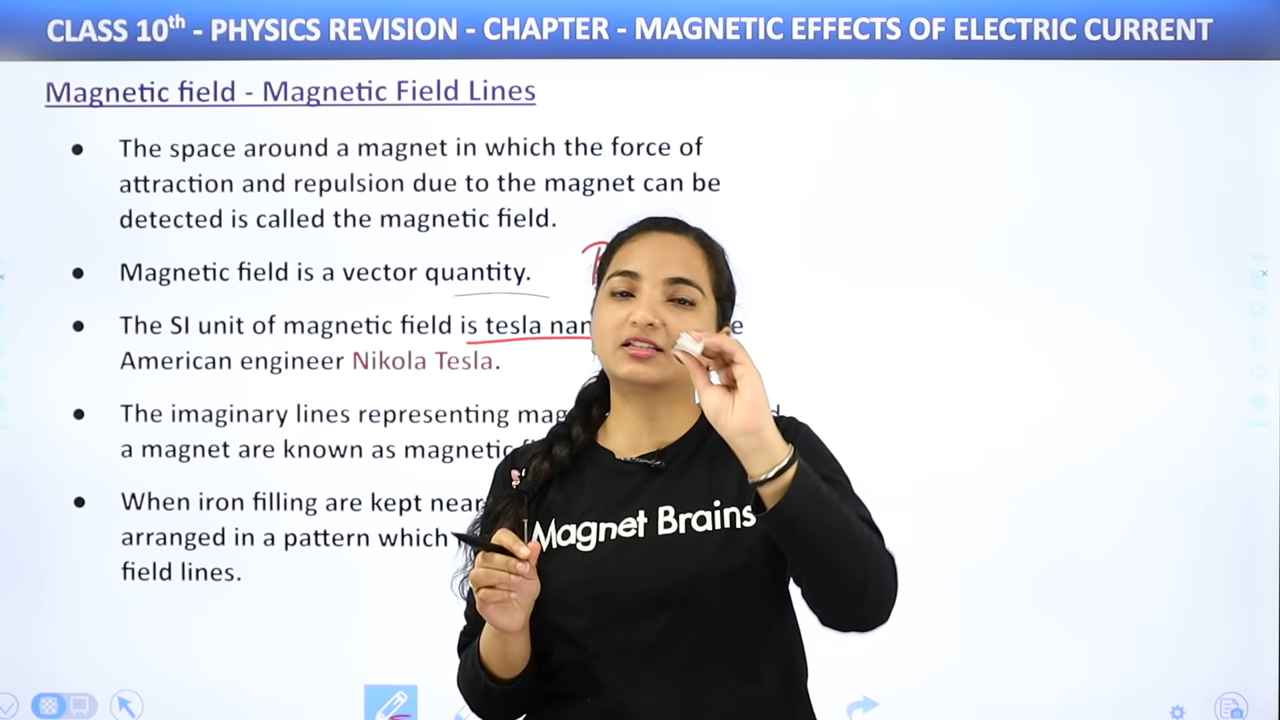 CLASS 10th - PHYSICS REVISION - CHAPTER - MAGNETIC EFFECTS OF ELECTRIC CURRENT
Magnetic field - Magnetic Field Lines
● The space around a magnet in which the force of
attraction and repulsion due to the magnet can be
detected is called the magnetic field.
● Magnetic field is a vector quantity.
● The SI unit of magnetic field is tesla
American engineer Nikola Tesla.
● The imaginary lines representing
a magnet are known as magnetic
● When iron filling are kept near
arranged in a pattern which
field lines.
Magnet Brains